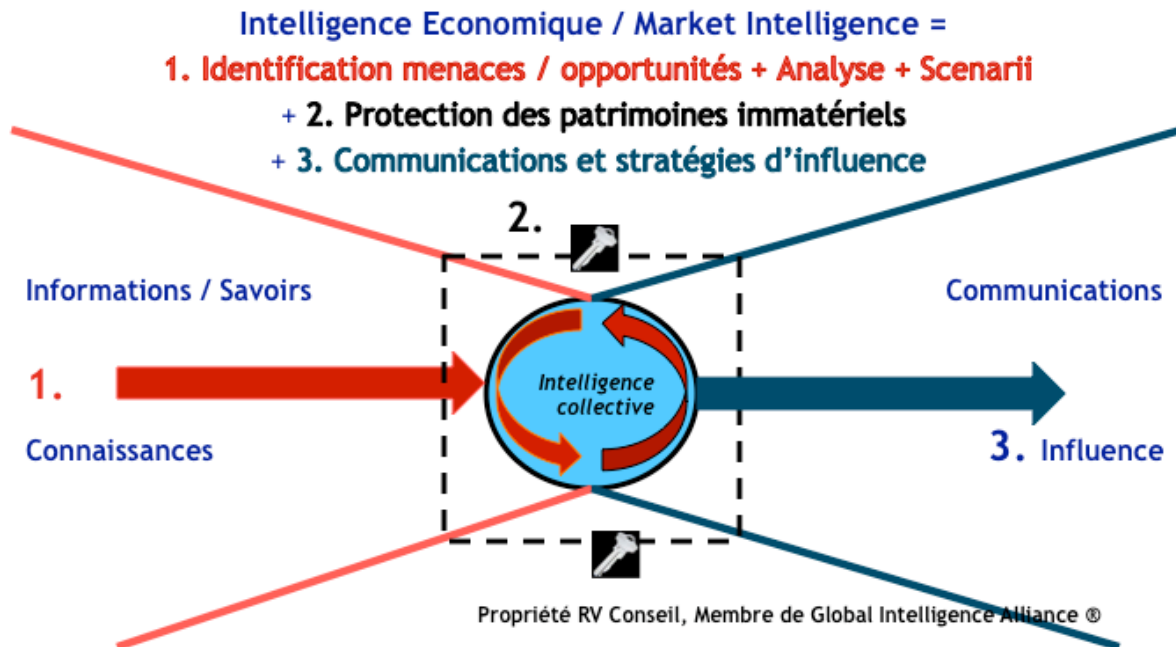 Intelligence Economique / Market Intelligence =
1. Identification menaces / opportunités + Analyse + Scenarii
+ 2. Protection des patrimoines immatériels
+ 3. Communications et stratégies d’influence
2.
Informations / Savoirs
Communications
1.
Intelligence
collective
Connaissances
3. Influence
Propriété RV Conseil, Membre de Global Intelligence Alliance ®